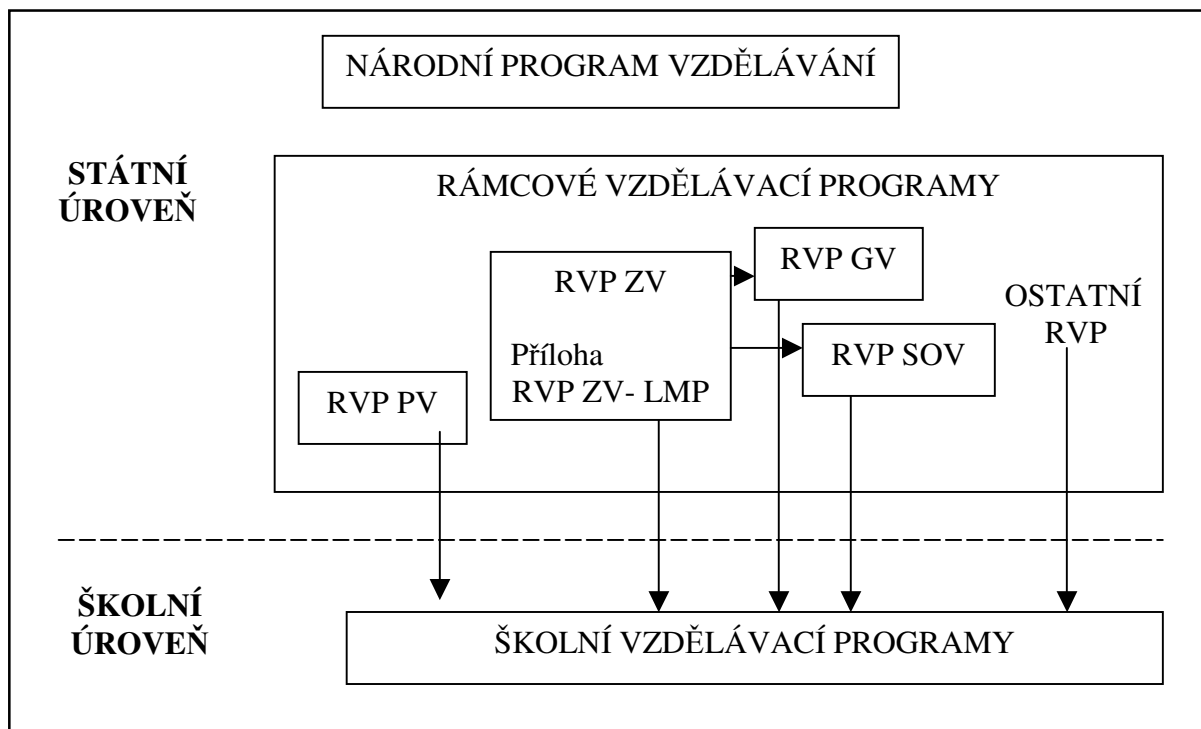 NÁRODNÍ PROGRAM VZDĚLÁVÁNÍ
STÁTNÍ
ÚROVEŇ
RÁMCOVÉ VZDĚLÁVACÍ PROGRAMY
RVP GV
RVP ZV
OSTATNÍ
RVP
Příloha
RVP ZV- LMP
RVP SOV
RVP PV
ŠKOLNÍ
ÚROVEŇ
ŠKOLNÍ VZDĚLÁVACÍ PROGRAMY